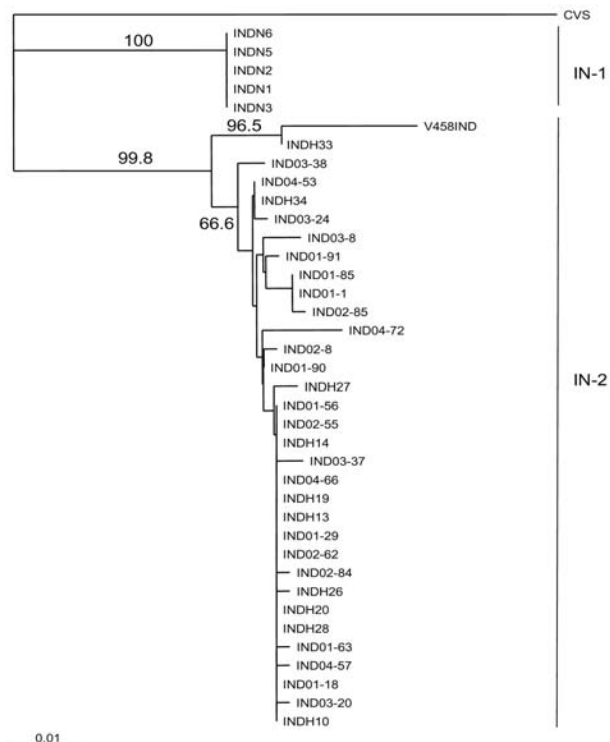 CVS
INDN6
100
INDN5
INDN2
IN-1
INDN1
INDN3
96.5
V458IND
INDH33
99.8
IND03-38
IND04-53
INDH34
66.6
IND03-24
IND03-8
IND01-91
IND01-85
IND01-1
IND02-85
IND04-72
IND02-8
IND01-90
IN-2
INDH27
IND01-56
IND02-55
INDH14
IND03-37
IND04-66
INDH19
INDH13
IND01-29
IND02-62
IND02-84
INDH26
INDH20
INDH28
IND01-63
IND04-57
IND01-18
IND03-20
INDH10
0.01